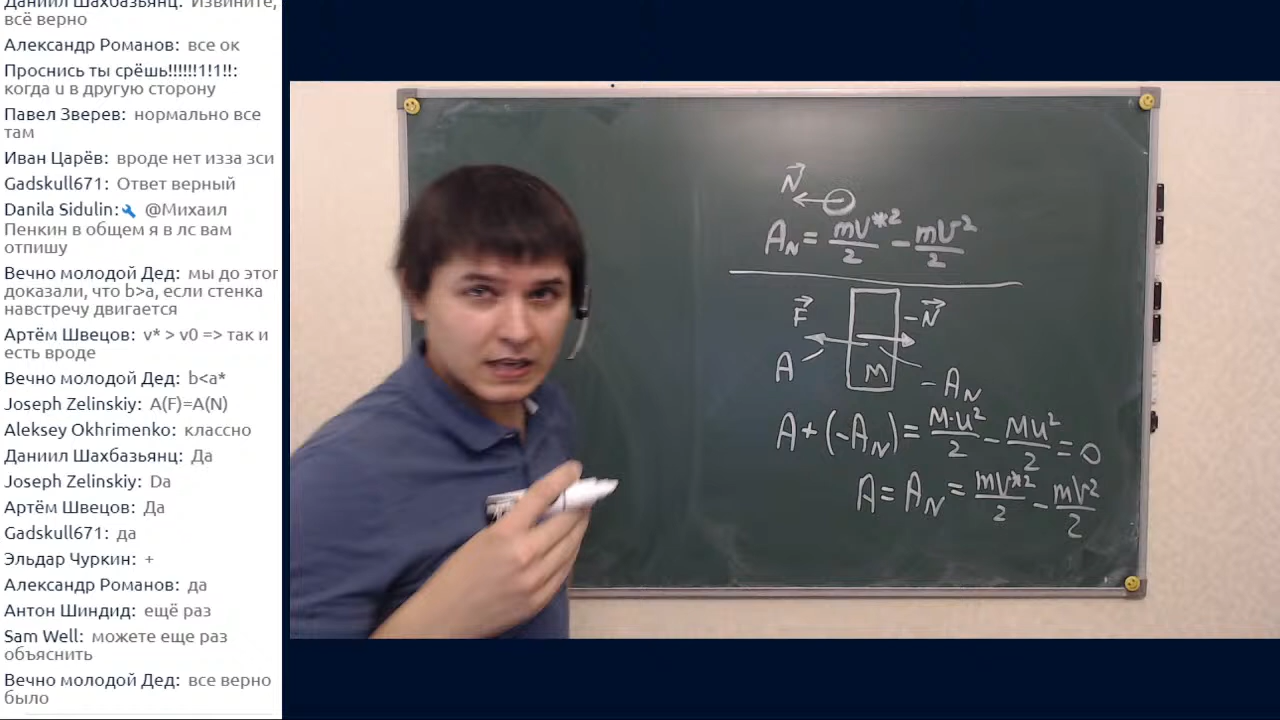 Даниил Шахбазьянц: Извините,
всё верно
Александр Романов: все ок
Проснись ты срёшь!!!!!!1!1!!:
когда u в другую сторону
Павел Зверев: нормально все
там
Иван Царёв: вроде нет изза зси
Gadskull671: Ответ верный
Danila Sidulin: @Михаил
Пенкин в общем я в лс вам
отпишу
Вечно молодой Дед: мы до этог
доказали, что b>a, если стенка
навстречу двигается
Артём Швецов: v* > v0 => так и
есть вроде
Вечно молодой Дед: b<a*
Joseph Zelinskiy: A(F)=A(N)
Aleksey Okhrimenko: классно
Даниил Шахбазьянц: Да
Joseph Zelinskiy: Da
Артём Швецов: Да
Gadskull671: да
Эльдар Чуркин: +
Александр Романов: да
Антон Шиндид: ещё раз
Sam Well: можете еще раз
объяснить
Вечно молодой Дед: все верно
было
N⃗
A_N = mV*²/2 - mV²/2
F⃗ -N⃗
A M -A_N
A + (-A_N) = M·u²/2 - Mu²/2 = 0
A = A_N = mV*²/2 - mV²/2